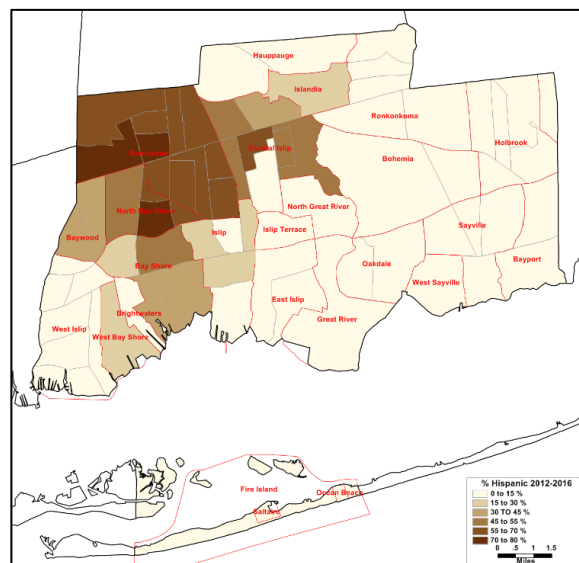 Hauppauge
Islandia
Ronkonkoma
Holbrook
Brentwood
Central Islip
Bohemia
North Great River
North Bay Shore
Baywood
Islip
Islip Terrace
Sayville
Bay Shore
Oakdale
Bayport
West Sayville
East Islip
Great River
Brightwaters
West Islip
West Bay Shore
Fire Island
Ocean Beach
Saltaire
% Hispanic 2012-2016
0 to 15 %
15 to 30 %
30 TO 45 %
45 to 55 %
55 to 70 %
70 to 80 %
0 .5 1 1.5
Miles